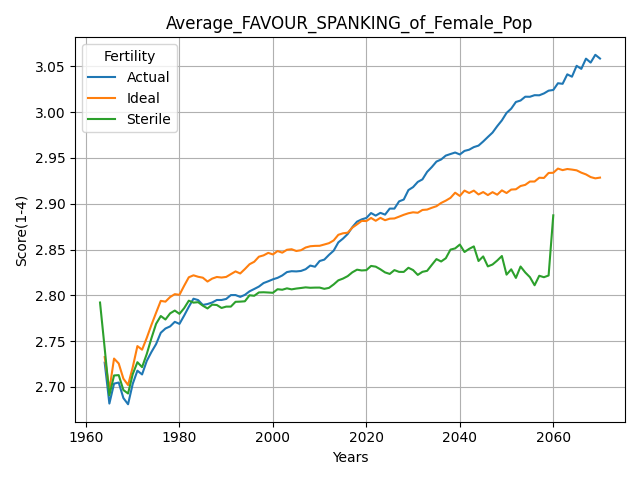 Average_FAVOUR_SPANKING_of_Female_Pop
Fertility
Actual
Ideal
Sterile
Score(1-4)
3.05
3.00
2.95
2.90
2.85
2.80
2.75
2.70
1960 1980 2000 2020 2040 2060
Years